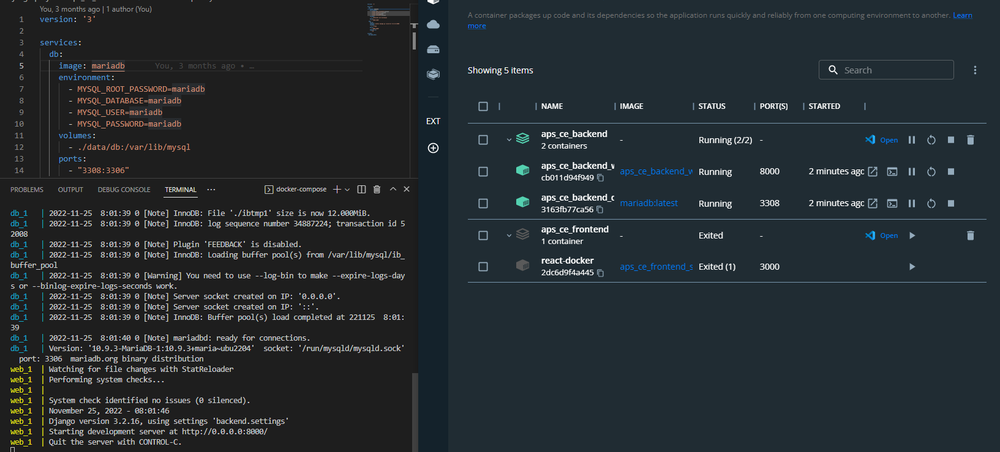 You, 3 months ago | 1 author (You)
1 version: '3'
2
3 services:
4 db:
5 image: mariadb You, 3 months ago • …
6 environment:
7 - MYSQL_ROOT_PASSWORD=mariadb
8 - MYSQL_DATABASE=mariadb
9 - MYSQL_USER=mariadb
10 - MYSQL_PASSWORD=mariadb
11 volumes:
12 - ./data/db:/var/lib/mysql
13 ports:
14 - "3308:3306"
PROBLEMS OUTPUT DEBUG CONSOLE TERMINAL ··· docker-compose
db_1 | 2022-11-25 8:01:39 0 [Note] InnoDB: File './ibtmp1' size is now 12.000MiB.
db_1 | 2022-11-25 8:01:39 0 [Note] InnoDB: log sequence number 34887224; transaction id 5
2008
db_1 | 2022-11-25 8:01:39 0 [Note] Plugin 'FEEDBACK' is disabled.
db_1 | 2022-11-25 8:01:39 0 [Note] InnoDB: Loading buffer pool(s) from /var/lib/mysql/ib_
buffer_pool
db_1 | 2022-11-25 8:01:39 0 [Warning] You need to use --log-bin to make --expire-logs-day
s or --binlog-expire-logs-seconds work.
db_1 | 2022-11-25 8:01:39 0 [Note] Server socket created on IP: '0.0.0.0'.
db_1 | 2022-11-25 8:01:39 0 [Note] Server socket created on IP: '::'.
db_1 | 2022-11-25 8:01:39 0 [Note] InnoDB: Buffer pool(s) load completed at 221125 8:01:
39
db_1 | 2022-11-25 8:01:40 0 [Note] mariadbd: ready for connections.
db_1 | Version: '10.9.3-MariaDB-1:10.9.3+maria~ubu2204' socket: '/run/mysqld/mysqld.sock'
port: 3306 mariadb.org binary distribution
web_1 | Watching for file changes with StatReloader
web_1 | Performing system checks...
web_1 |
web_1 | System check identified no issues (0 silenced).
web_1 | November 25, 2022 - 08:01:46
web_1 | Django version 3.2.16, using settings 'backend.settings'
web_1 | Starting development server at http://0.0.0.0:8000/
web_1 | Quit the server with CONTROL-C.
EXT
A container packages up code and its dependencies so the application runs quickly and reliably from one computing environment to another. Learn
more
Showing 5 items
Search
NAME IMAGE STATUS PORT(S) STARTED
aps_ce_backend - Running (2/2) - Open
2 containers
aps_ce_backend_w aps_ce_backend_w Running 8000 2 minutes ago
cb011d94f949
aps_ce_backend_d mariadb:latest Running 3308 2 minutes ago
3163fb77ca56
aps_ce_frontend - Exited - Open
1 container
react-docker aps_ce_frontend_s Exited (1) 3000
2dc6d9f4a445